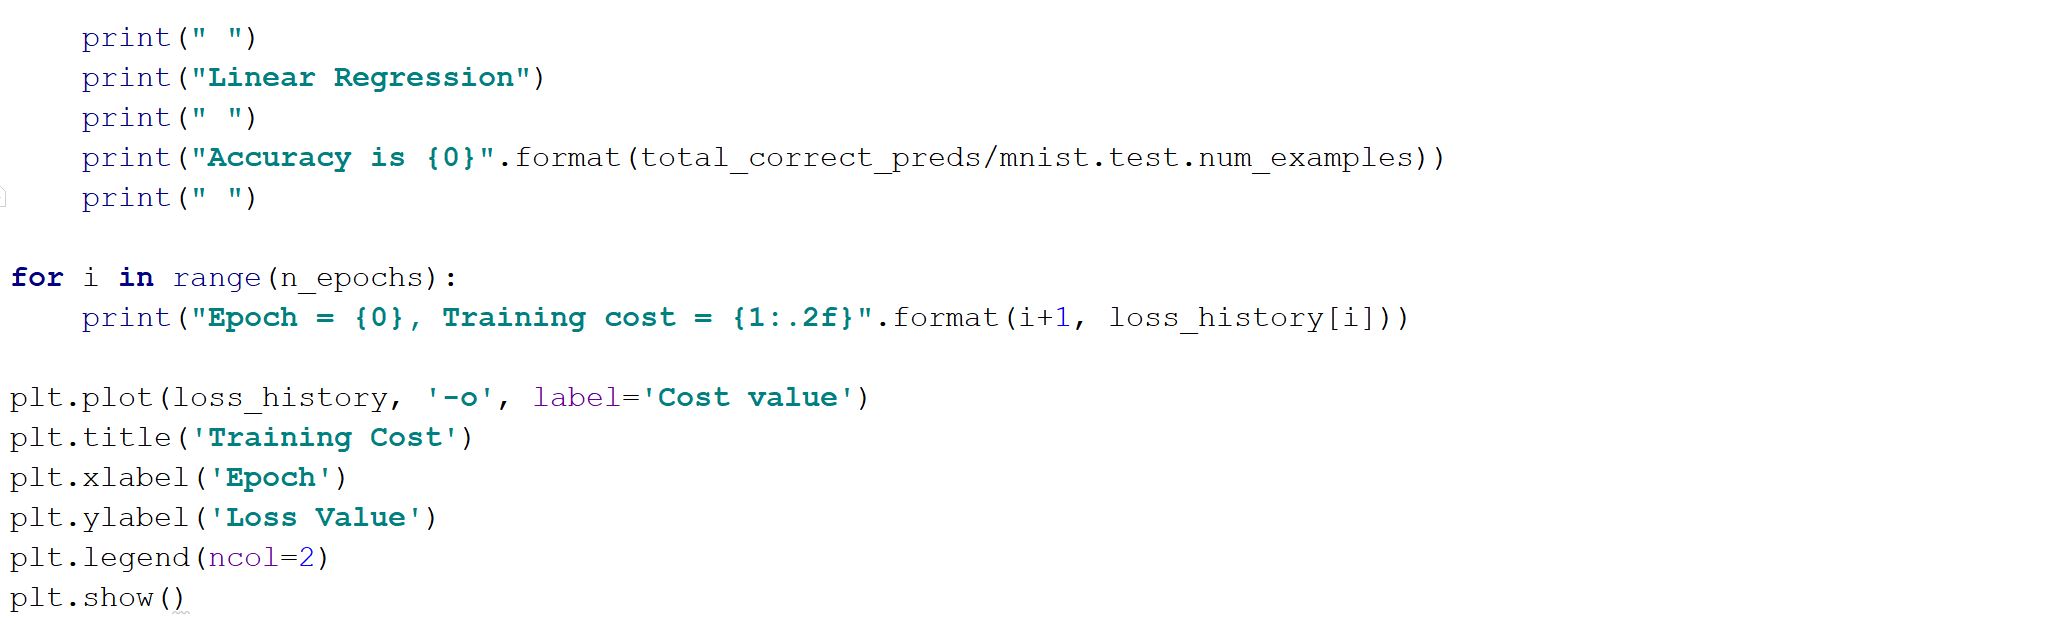 print(" ")
    print("Linear Regression")
    print(" ")
    print("Accuracy is {0}".format(total_correct_preds/mnist.test.num_examples))
    print(" ")

for i in range(n_epochs):
    print("Epoch = {0}, Training cost = {1:.2f}".format(i+1, loss_history[i]))

plt.plot(loss_history, '-o', label='Cost value')
plt.title('Training Cost')
plt.xlabel('Epoch')
plt.ylabel('Loss Value')
plt.legend(ncol=2)
plt.show()